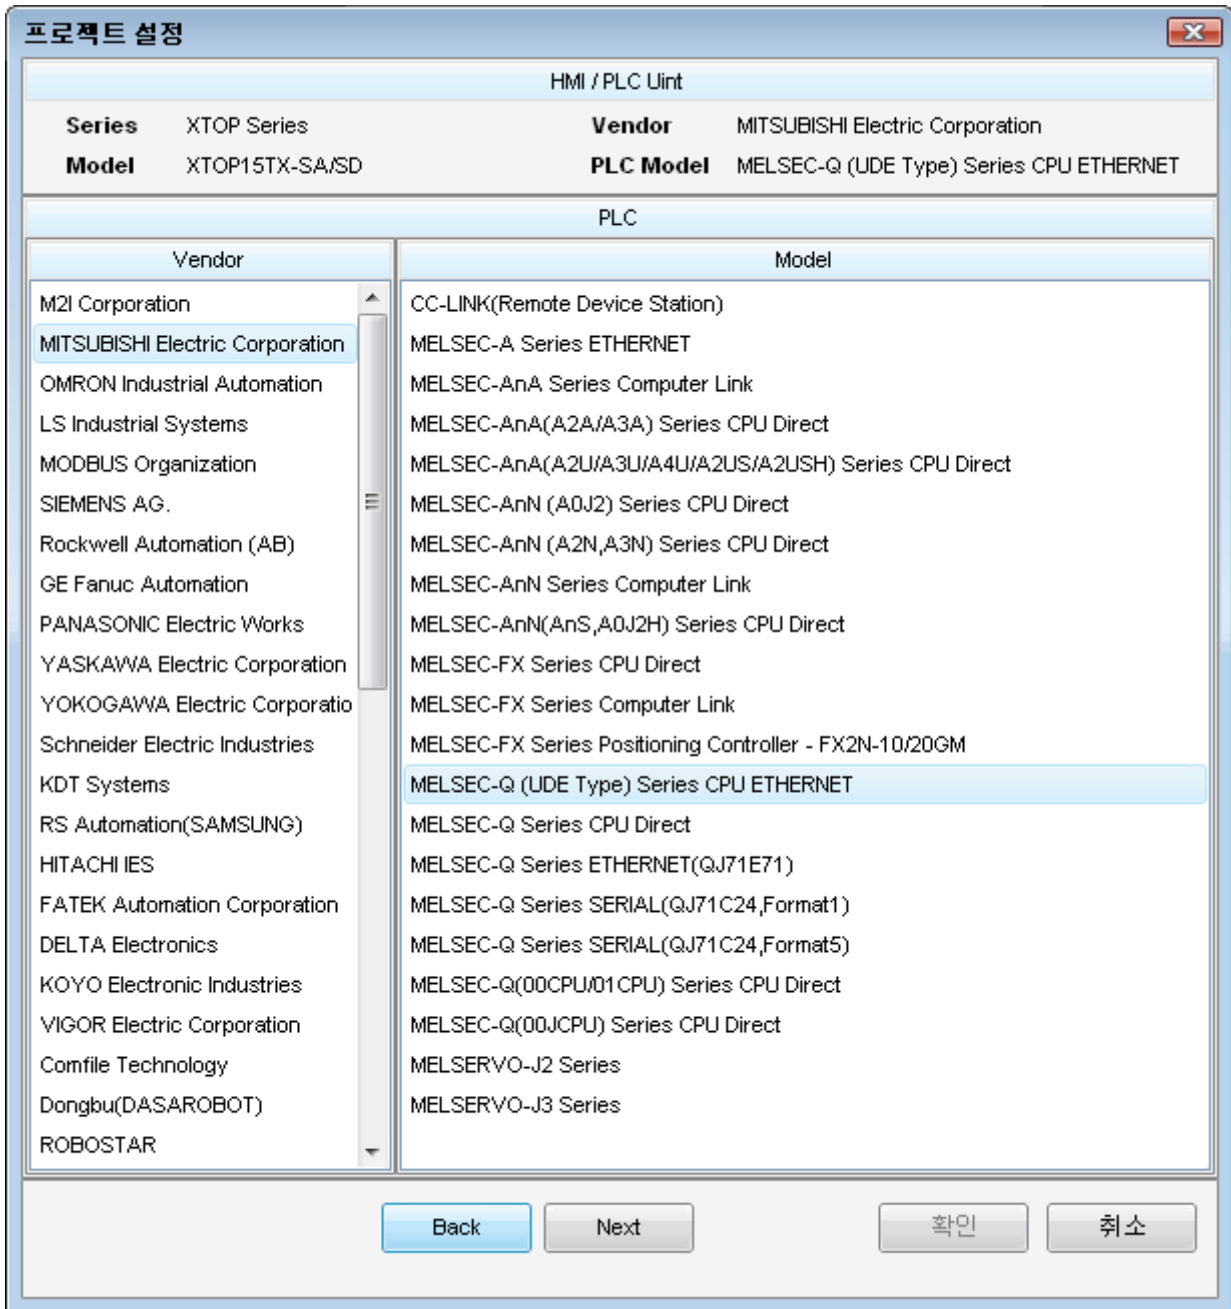 프로젝트 설정
HMI / PLC Uint
Series XTOP Series Vendor MITSUBISHI Electric Corporation
Model XTOP15TX-SA/SD PLC Model MELSEC-Q (UDE Type) Series CPU ETHERNET
PLC
Vendor
M2I Corporation
MITSUBISHI Electric Corporation
OMRON Industrial Automation
LS Industrial Systems
MODBUS Organization
SIEMENS AG.
Rockwell Automation (AB)
GE Fanuc Automation
PANASONIC Electric Works
YASKAWA Electric Corporation
YOKOGAWA Electric Corporatio
Schneider Electric Industries
KDT Systems
RS Automation(SAMSUNG)
HITACHI IES
FATEK Automation Corporation
DELTA Electronics
KOYO Electronic Industries
VIGOR Electric Corporation
Comfile Technology
Dongbu(DASAROBOT)
ROBOSTAR
Model
CC-LINK(Remote Device Station)
MELSEC-A Series ETHERNET
MELSEC-AnA Series Computer Link
MELSEC-AnA(A2A/A3A) Series CPU Direct
MELSEC-AnA(A2U/A3U/A4U/A2US/A2USH) Series CPU Direct
MELSEC-AnN (A0J2) Series CPU Direct
MELSEC-AnN (A2N,A3N) Series CPU Direct
MELSEC-AnN Series Computer Link
MELSEC-AnN(AnS,A0J2H) Series CPU Direct
MELSEC-FX Series CPU Direct
MELSEC-FX Series Computer Link
MELSEC-FX Series Positioning Controller - FX2N-10/20GM
MELSEC-Q (UDE Type) Series CPU ETHERNET
MELSEC-Q Series CPU Direct
MELSEC-Q Series ETHERNET(QJ71E71)
MELSEC-Q Series SERIAL(QJ71C24,Format1)
MELSEC-Q Series SERIAL(QJ71C24,Format5)
MELSEC-Q(00CPU/01CPU) Series CPU Direct
MELSEC-Q(00JCPU) Series CPU Direct
MELSERVO-J2 Series
MELSERVO-J3 Series
Back Next 확인 취소